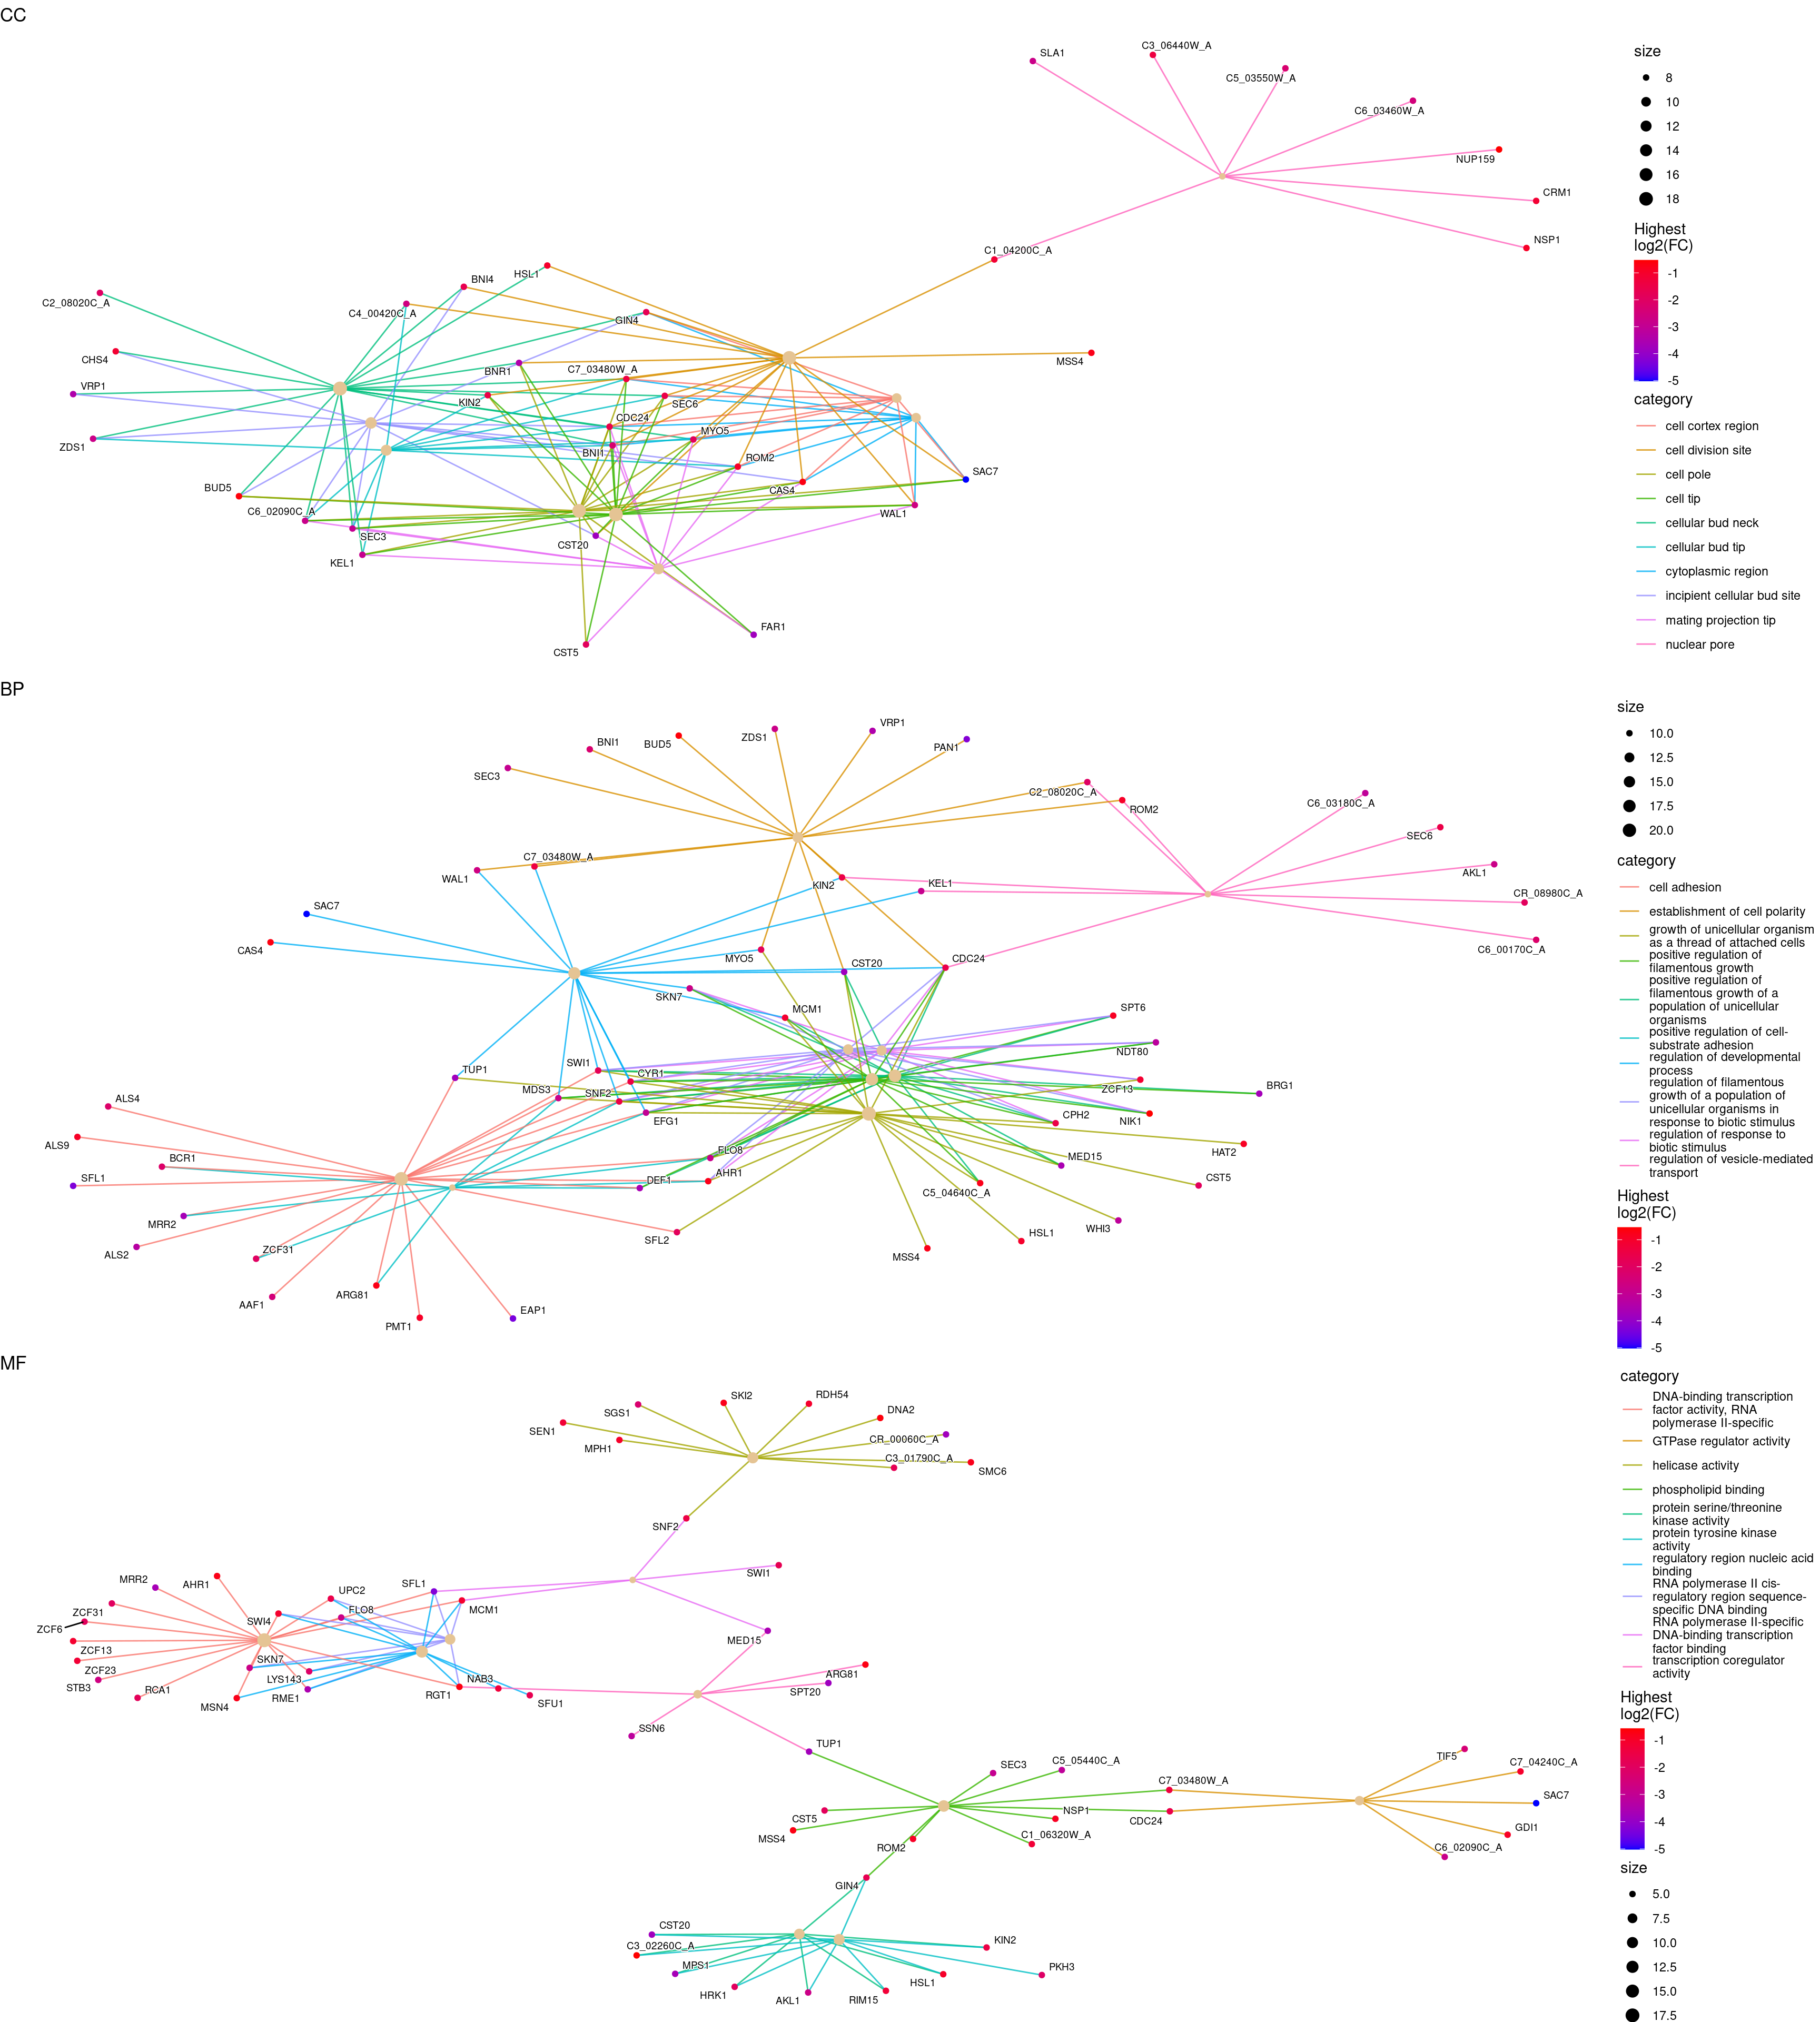 CC
SLA1
C3_06440W_A
C5_03550W_A
C6_03460W_A
NUP159
CRM1
NSP1
C1_04200C_A
HSL1
BNI4
C2_08020C_A
C4_00420C_A
GIN4
MSS4
CHS4
BNR1
C7_03480W_A
VRP1
KIN2
SEC6
CDC24
MYO5
ZDS1
BNI1
ROM2
SAC7
CAS4
BUD5
C6_02090C_A
WAL1
SEC3
CST20
KEL1
FAR1
CST5
size
8
10
12
14
16
18
Highest
log2(FC)
-1
-2
-3
-4
-5
category
cell cortex region
cell division site
cell pole
cell tip
cellular bud neck
cellular bud tip
cytoplasmic region
incipient cellular bud site
mating projection tip
nuclear pore
BP
VRP1
ZDS1
BNI1
BUD5
PAN1
SEC3
C2_08020C_A
ROM2
C6_03180C_A
SEC6
C7_03480W_A
WAL1
KIN2
KEL1
AKL1
CR_08980C_A
SAC7
CAS4
C6_00170C_A
MYO5
CST20
CDC24
SKN7
MCM1
SPT6
NDT80
SWI1
TUP1
CYR1
MDS3
SNF2
ZCF13
BRG1
EFG1
CPH2
NIK1
ALS4
ALS9
HAT2
FLO8
BCR1
MED15
AHR1
SFL1
DEF1
CST5
C5_04640C_A
MRR2
WHI3
HSL1
ALS2
ZCF31
SFL2
MSS4
ARG81
AAF1
EAP1
PMT1
size
10.0
12.5
15.0
17.5
20.0
category
cell adhesion
establishment of cell polarity
growth of unicellular organism
as a thread of attached cells
positive regulation of
filamentous growth
positive regulation of
filamentous growth of a
population of unicellular
organisms
positive regulation of cell-
substrate adhesion
regulation of developmental
process
regulation of filamentous
growth of a population of
unicellular organisms in
response to biotic stimulus
regulation of response to
biotic stimulus
regulation of vesicle-mediated
transport
Highest
log2(FC)
-1
-2
-3
-4
-5
MF
SKI2
RDH54
SGS1
DNA2
SEN1
CR_00060C_A
MPH1
C3_01790C_A
SMC6
SNF2
SWI1
MRR2
AHR1
SFL1
UPC2
ZCF31
FLO8
MCM1
SWI4
ZCF6
MED15
ZCF13
SKN7
ZCF23
LYS143
NAB3
ARG81
STB3
RCA1
RME1
RGT1
SPT20
MSN4
SFU1
SSN6
TUP1
SEC3
C5_05440C_A
TIF5
C7_04240C_A
C7_03480W_A
SAC7
CST5
NSP1
CDC24
MSS4
C1_06320W_A
GDI1
ROM2
C6_02090C_A
GIN4
CST20
C3_02260C_A
KIN2
MPS1
PKH3
HSL1
HRK1
AKL1
RIM15
category
DNA-binding transcription
factor activity, RNA
polymerase II-specific
GTPase regulator activity
helicase activity
phospholipid binding
protein serine/threonine
kinase activity
protein tyrosine kinase
activity
regulatory region nucleic acid
binding
RNA polymerase II cis-
regulatory region sequence-
specific DNA binding
RNA polymerase II-specific
DNA-binding transcription
factor binding
transcription coregulator
activity
Highest
log2(FC)
-1
-2
-3
-4
-5
size
5.0
7.5
10.0
12.5
15.0
17.5